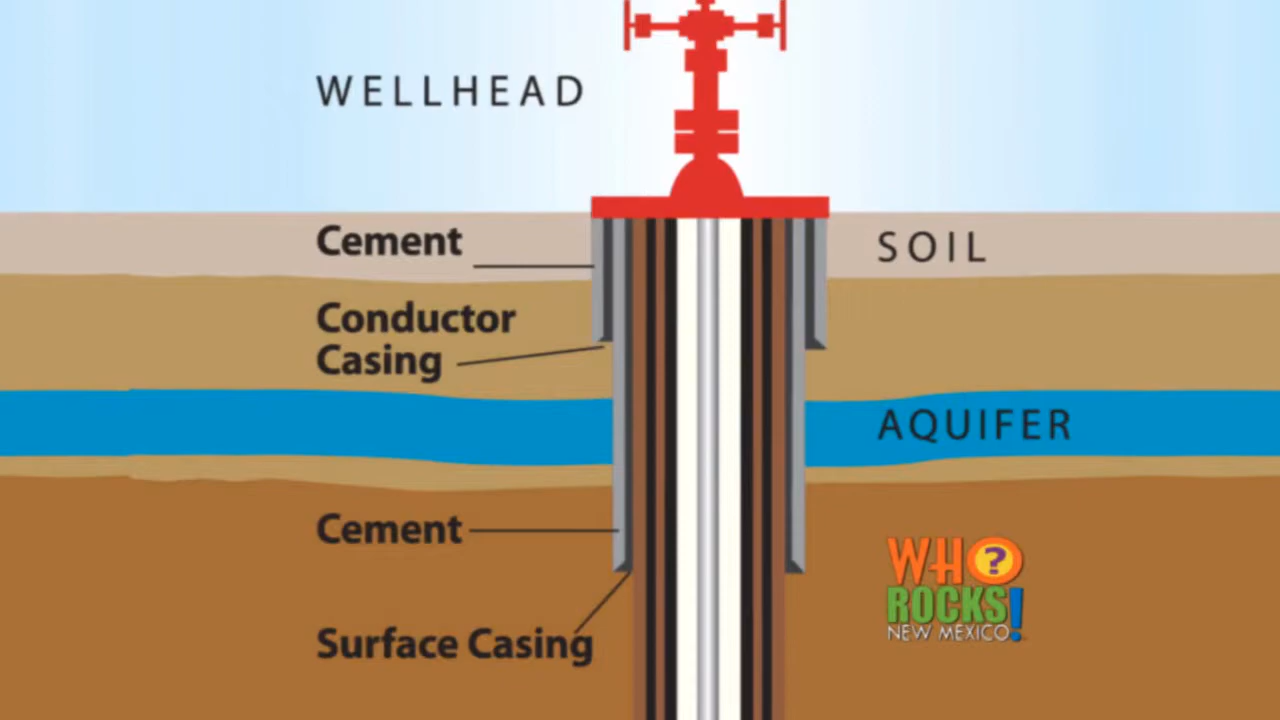 WELLHEAD
Cement
SOIL
Conductor
Casing
AQUIFER
Cement
WHO?
ROCKS!
NEW MEXICO
Surface Casing